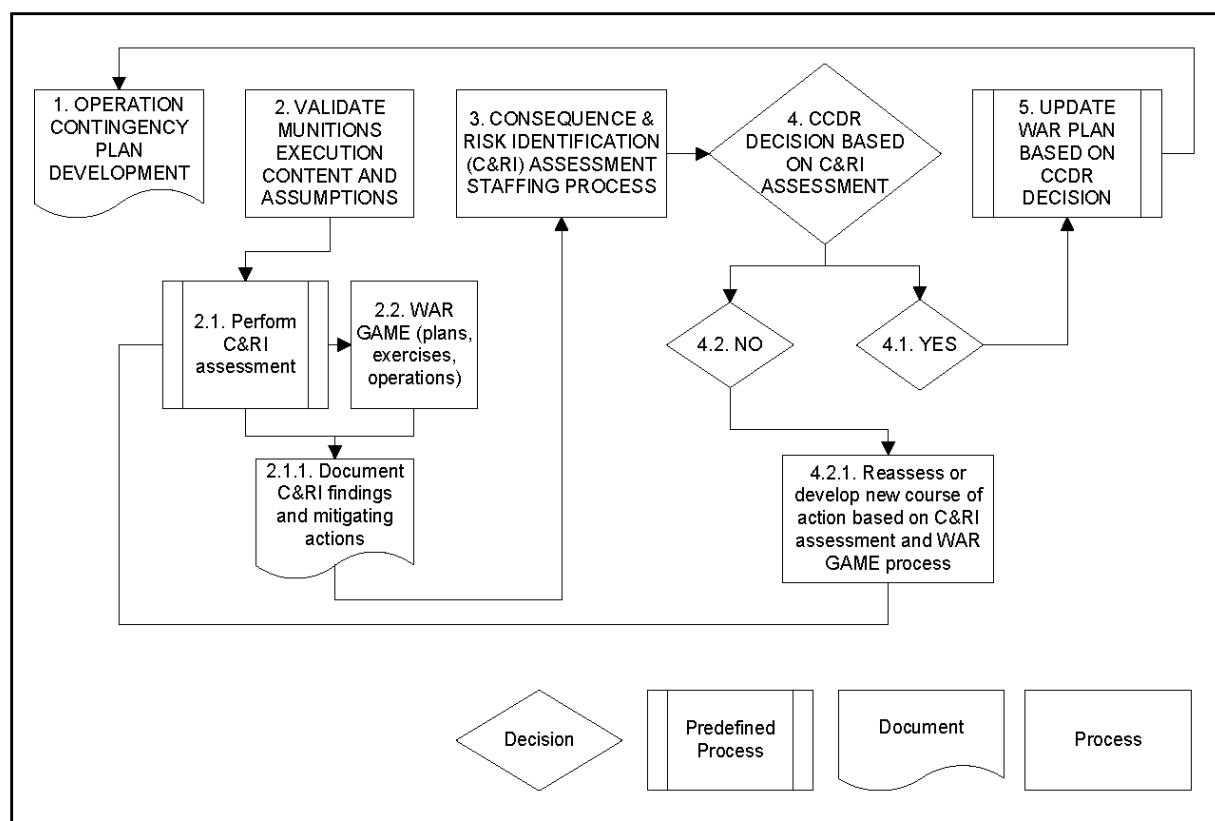 1. OPERATION
CONTINGENCY
PLAN
DEVELOPMENT
2. VALIDATE
MUNITIONS
EXECUTION
CONTENT AND
ASSUMPTIONS
3. CONSEQUENCE &
RISK IDENTIFICATION
(C&RI) ASSESSMENT
STAFFING PROCESS
4. CCDR
DECISION BASED
ON C&RI
ASSESSMENT
5. UPDATE
WAR PLAN
BASED ON
CCDR
DECISION
2.1. Perform
C&RI
assessment
2.2. WAR
GAME (plans,
exercises,
operations)
4.2. NO
4.1. YES
2.1.1. Document
C&RI findings
and mitigating
actions
4.2.1. Reassess or
develop new course of
action based on C&RI
assessment and WAR
GAME process
Decision
Predefined
Process
Document
Process